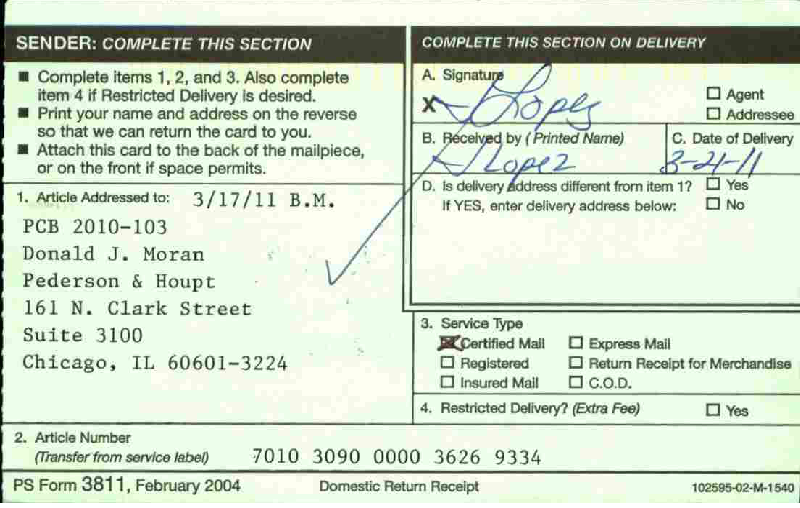 SENDER: COMPLETE THIS SECTION
■ Complete items 1, 2, and 3. Also complete
item 4 if Restricted Delivery is desired.
■ Print your name and address on the reverse
so that we can return the card to you.
■ Attach this card to the back of the mailpiece,
or on the front if space permits.
1. Article Addressed to: 3/17/11 B.M.
PCB 2010-103
Donald J. Moran
Pederson & Houpt
161 N. Clark Street
Suite 3100
Chicago, IL 60601-3224
COMPLETE THIS SECTION ON DELIVERY
A. Signature
X Lopez
☐ Agent
☐ Addressee
B. Received by (Printed Name)
J Lopez
C. Date of Delivery
3-21-11
D. Is delivery address different from item 1? ☐ Yes
If YES, enter delivery address below: ☐ No
3. Service Type
☒ Certified Mail ☐ Express Mail
☐ Registered ☐ Return Receipt for Merchandise
☐ Insured Mail ☐ C.O.D.
4. Restricted Delivery? (Extra Fee) ☐ Yes
2. Article Number
(Transfer from service label) 7010 3090 0000 3626 9334
PS Form 3811, February 2004 Domestic Return Receipt 102595-02-M-1540